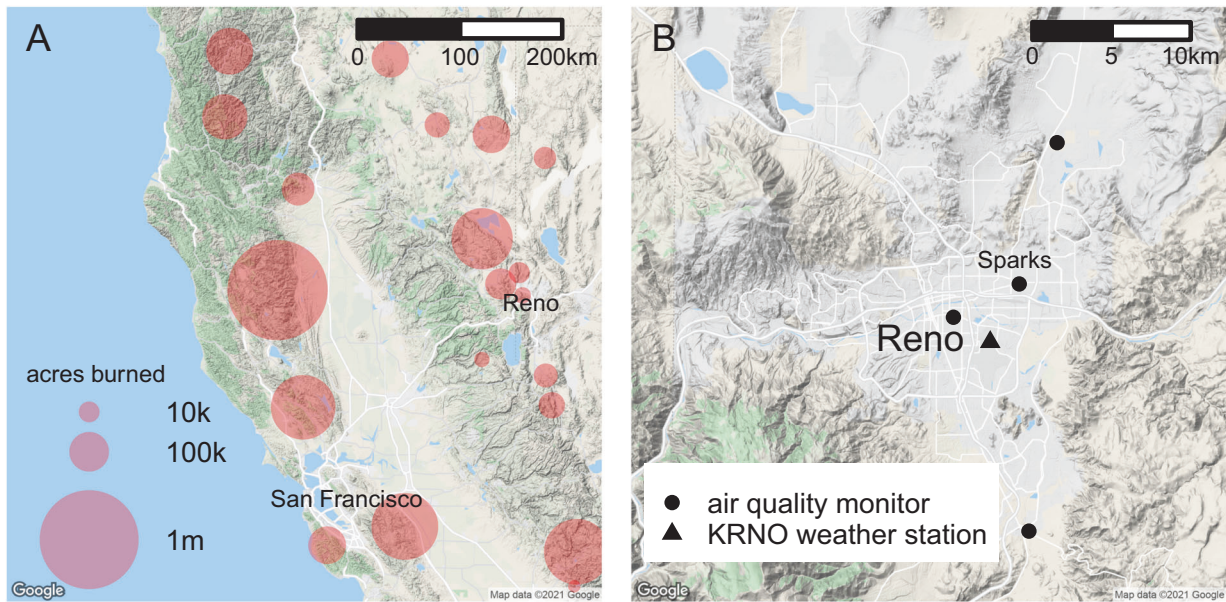 A
0 100 200km
Reno
acres burned
10k
100k
San Francisco
1m
Google
Map data ©2021 Google
B
0 5 10km
Sparks
Reno
air quality monitor
KRNO weather station
Google
Map data ©2021 Google